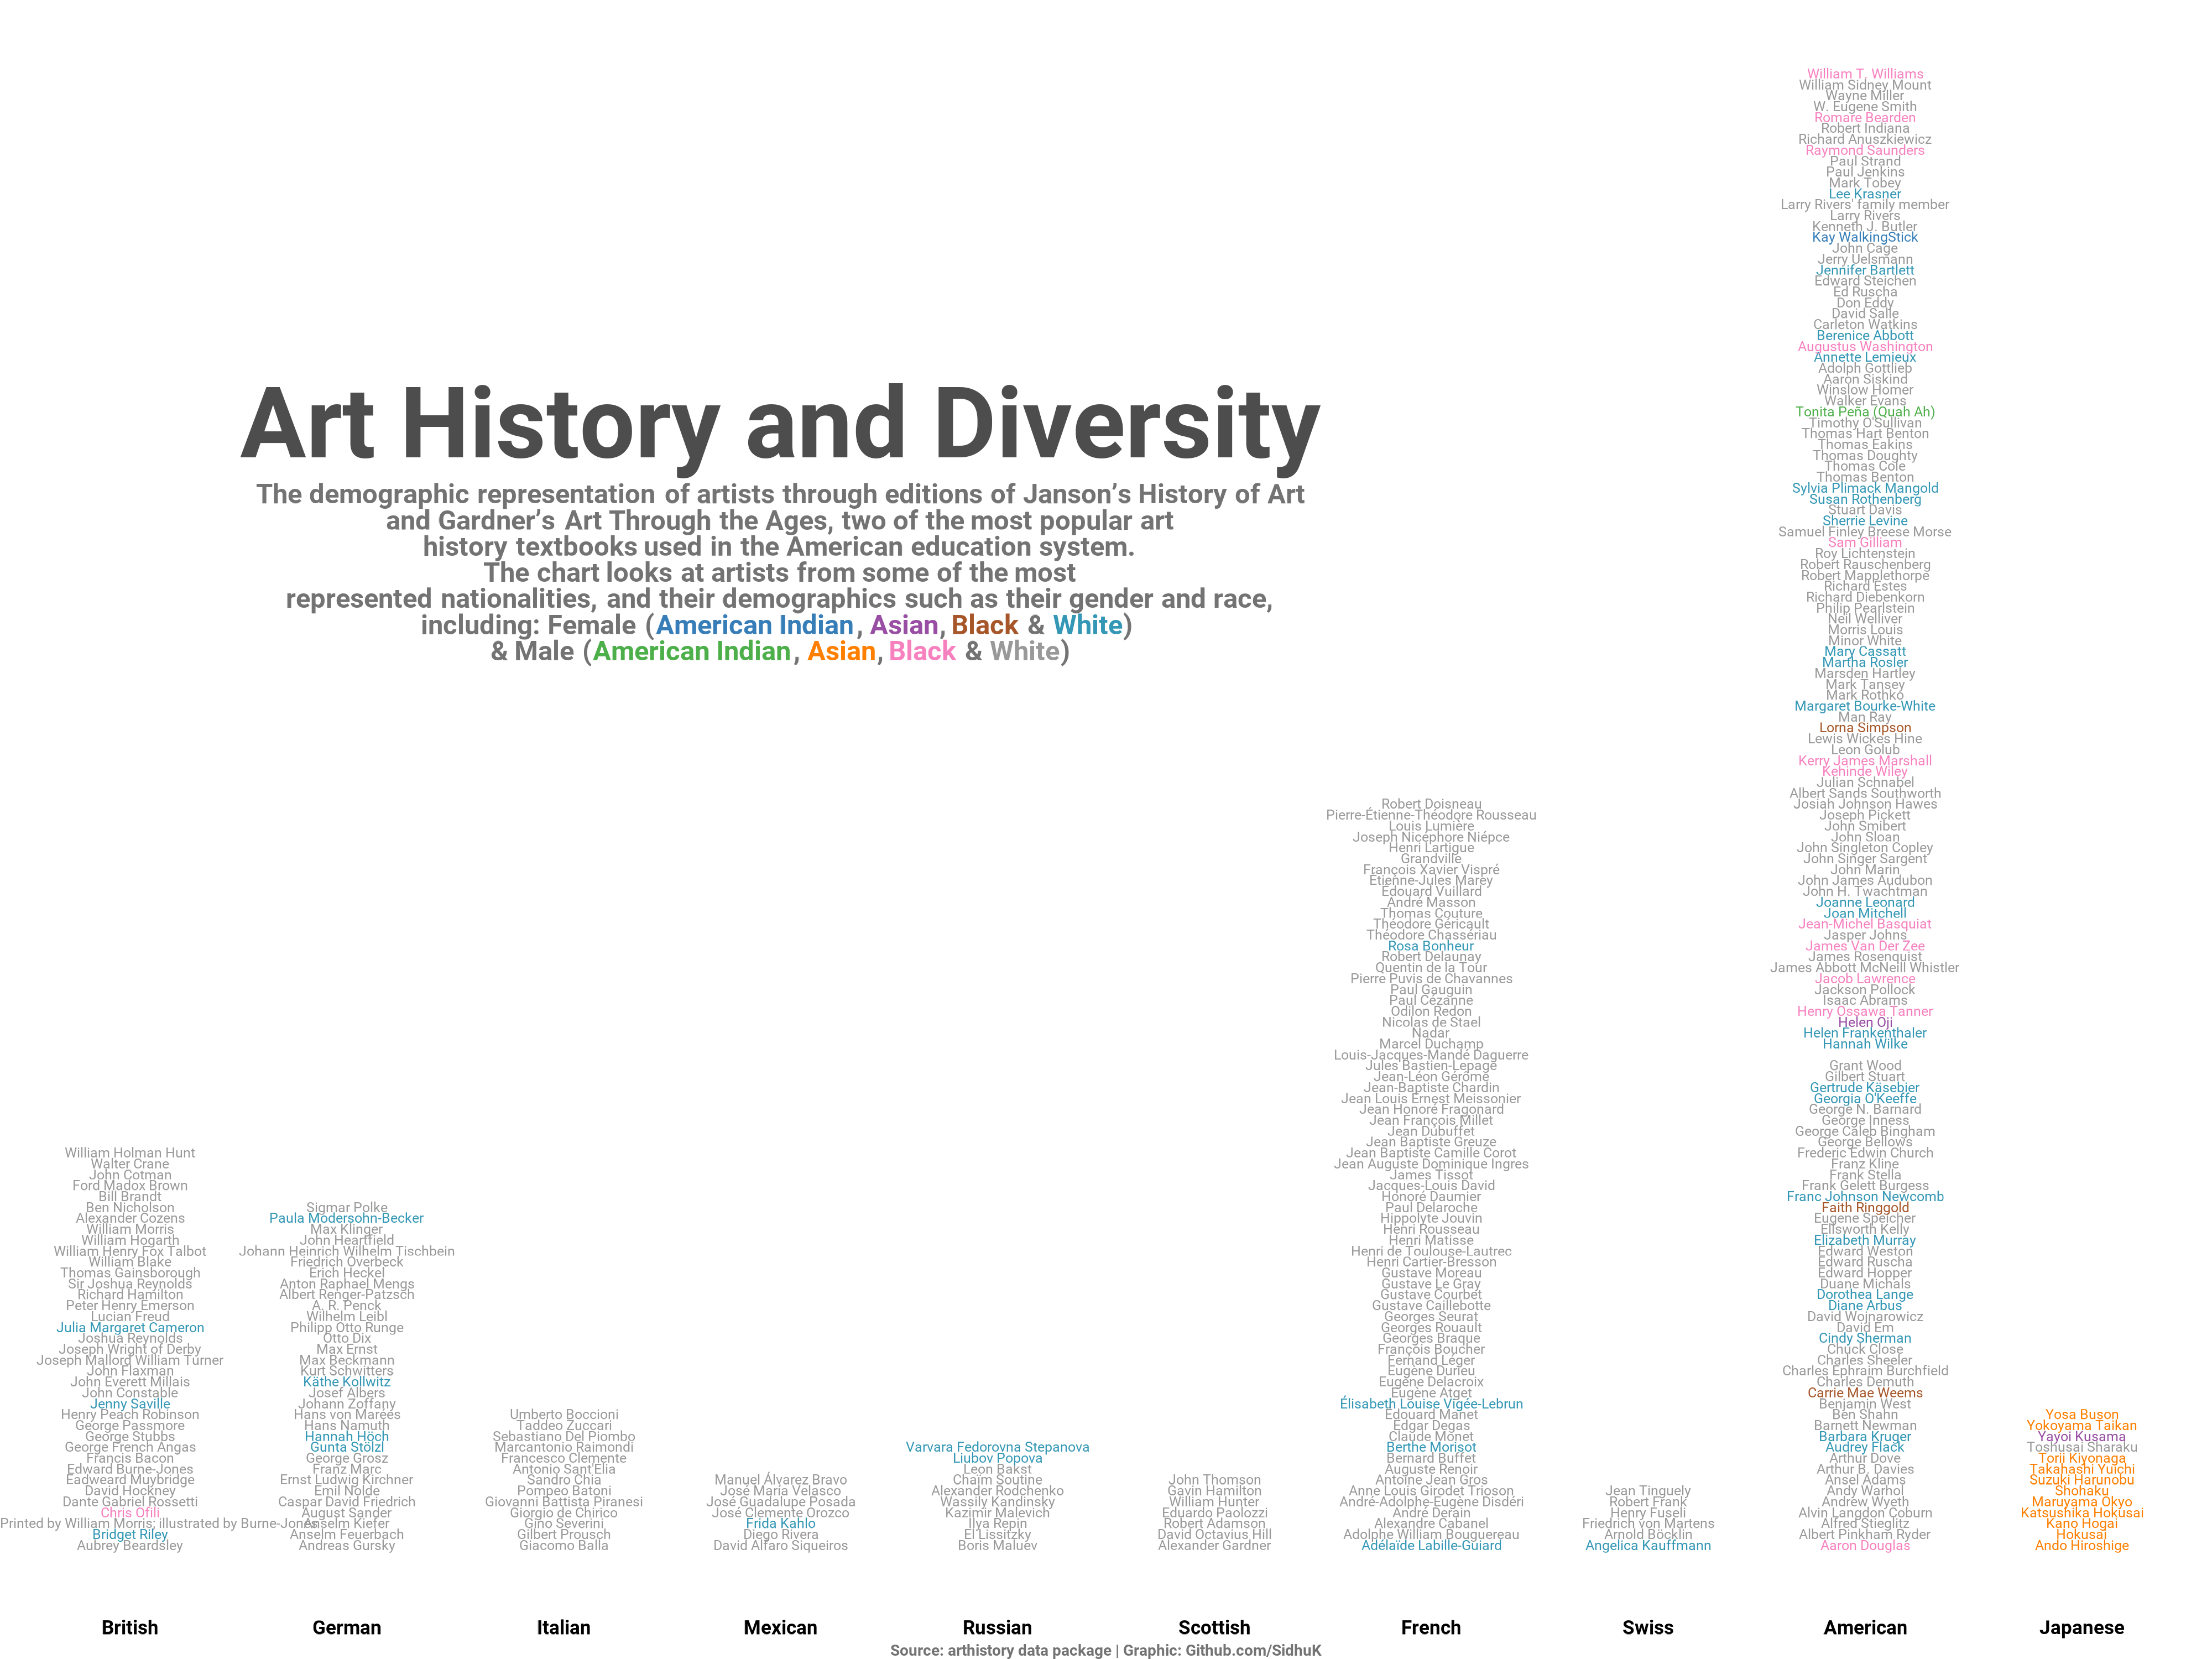 Art History and Diversity
The demographic representation of artists through editions of Janson’s History of Art
and Gardner’s Art Through the Ages, two of the most popular art
history textbooks used in the American education system.
The chart looks at artists from some of the most
represented nationalities, and their demographics such as their gender and race,
including: Female (American Indian, Asian, Black & White)
& Male (American Indian, Asian, Black & White)
William Holman Hunt
Walter Crane
John Cotman
Ford Madox Brown
Bill Brandt
Ben Nicholson
Alexander Cozens
William Morris
William Hogarth
William Henry Fox Talbot
William Blake
Thomas Gainsborough
Sir Joshua Reynolds
Richard Hamilton
Peter Henry Emerson
Lucian Freud
Julia Margaret Cameron
Joshua Reynolds
Joseph Wright of Derby
Joseph Mallord William Turner
John Flaxman
John Everett Millais
John Constable
Jenny Saville
Henry Peach Robinson
George Passmore
George Stubbs
George French Angas
Francis Bacon
Edward Burne-Jones
Eadweard Muybridge
David Hockney
Dante Gabriel Rossetti
Chris Ofili
Printed by William Morris; illustrated by Burne-Jones
Bridget Riley
Aubrey Beardsley
British
Sigmar Polke
Paula Modersohn-Becker
Max Klinger
John Heartfield
Johann Heinrich Wilhelm Tischbein
Friedrich Overbeck
Erich Heckel
Anton Raphael Mengs
Albert Renger-Patzsch
A. R. Penck
Wilhelm Leibl
Philipp Otto Runge
Otto Dix
Max Ernst
Max Beckmann
Kurt Schwitters
Käthe Kollwitz
Josef Albers
Johann Zoffany
Hans von Marées
Hans Namuth
Hannah Höch
Gunta Stölzl
George Grosz
Franz Marc
Ernst Ludwig Kirchner
Emil Nolde
Caspar David Friedrich
August Sander
Anselm Kiefer
Anselm Feuerbach
Andreas Gursky
German
Umberto Boccioni
Taddeo Zuccari
Sebastiano Del Piombo
Marcantonio Raimondi
Francesco Clemente
Antonio Sant'Elia
Sandro Chia
Pompeo Batoni
Giovanni Battista Piranesi
Giorgio de Chirico
Gino Severini
Gilbert Prousch
Giacomo Balla
Italian
Manuel Álvarez Bravo
José María Velasco
José Guadalupe Posada
José Clemente Orozco
Frida Kahlo
Diego Rivera
David Alfaro Siqueiros
Mexican
Varvara Fedorovna Stepanova
Liubov Popova
Leon Bakst
Chaim Soutine
Alexander Rodchenko
Wassily Kandinsky
Kazimir Malevich
Ilya Repin
El Lissitzky
Boris Maluev
Russian
John Thomson
Gavin Hamilton
William Hunter
Eduardo Paolozzi
Robert Adamson
David Octavius Hill
Alexander Gardner
Scottish
Robert Doisneau
Pierre-Étienne-Théodore Rousseau
Louis Lumière
Joseph Nicéphore Niépce
Henri Lartigue
Grandville
François Xavier Vispré
Étienne-Jules Marey
Édouard Vuillard
André Masson
Thomas Couture
Théodore Géricault
Théodore Chassériau
Rosa Bonheur
Robert Delaunay
Quentin de la Tour
Pierre Puvis de Chavannes
Paul Gauguin
Paul Cézanne
Odilon Redon
Nicolas de Stael
Nadar
Marcel Duchamp
Louis-Jacques-Mandé Daguerre
Jules Bastien-Lepage
Jean-Léon Gérôme
Jean-Baptiste Chardin
Jean Louis Ernest Meissonier
Jean Honoré Fragonard
Jean François Millet
Jean Dubuffet
Jean Baptiste Greuze
Jean Baptiste Camille Corot
Jean Auguste Dominique Ingres
James Tissot
Jacques-Louis David
Honoré Daumier
Paul Delaroche
Hippolyte Jouvin
Henri Rousseau
Henri Matisse
Henri de Toulouse-Lautrec
Henri Cartier-Bresson
Gustave Moreau
Gustave Le Gray
Gustave Courbet
Gustave Caillebotte
Georges Seurat
Georges Rouault
Georges Braque
François Boucher
Fernand Léger
Eugène Durieu
Eugène Delacroix
Eugène Atget
Élisabeth Louise Vigée-Lebrun
Édouard Manet
Edgar Degas
Claude Monet
Berthe Morisot
Bernard Buffet
Auguste Renoir
Antoine Jean Gros
Anne Louis Girodet Trioson
André-Adolphe-Eugène Disdéri
André Derain
Alexandre Cabanel
Adolphe William Bouguereau
Adélaïde Labille-Guiard
French
Jean Tinguely
Robert Frank
Henry Fuseli
Friedrich von Martens
Arnold Böcklin
Angelica Kauffmann
Swiss
William T. Williams
William Sidney Mount
Wayne Miller
W. Eugene Smith
Romare Bearden
Robert Indiana
Richard Anuszkiewicz
Raymond Saunders
Paul Strand
Paul Jenkins
Mark Tobey
Lee Krasner
Larry Rivers' family member
Larry Rivers
Kenneth J. Butler
Kay WalkingStick
John Cage
Jerry Uelsmann
Jennifer Bartlett
Edward Steichen
Ed Ruscha
Don Eddy
David Salle
Carleton Watkins
Berenice Abbott
Augustus Washington
Annette Lemieux
Adolph Gottlieb
Aaron Siskind
Winslow Homer
Walker Evans
Tonita Peña (Quah Ah)
Timothy O'Sullivan
Thomas Hart Benton
Thomas Eakins
Thomas Doughty
Thomas Cole
Thomas Benton
Sylvia Plimack Mangold
Susan Rothenberg
Stuart Davis
Sherrie Levine
Samuel Finley Breese Morse
Sam Gilliam
Roy Lichtenstein
Robert Rauschenberg
Robert Mapplethorpe
Richard Estes
Richard Diebenkorn
Philip Pearlstein
Neil Welliver
Morris Louis
Minor White
Mary Cassatt
Martha Rosler
Marsden Hartley
Mark Tansey
Mark Rothko
Margaret Bourke-White
Man Ray
Lorna Simpson
Lewis Wickes Hine
Leon Golub
Kerry James Marshall
Kehinde Wiley
Julian Schnabel
Albert Sands Southworth
Josiah Johnson Hawes
Joseph Pickett
John Smibert
John Sloan
John Singleton Copley
John Singer Sargent
John Marin
John James Audubon
John H. Twachtman
Joanne Leonard
Joan Mitchell
Jean-Michel Basquiat
Jasper Johns
James Van Der Zee
James Rosenquist
James Abbott McNeill Whistler
Jacob Lawrence
Jackson Pollock
Isaac Abrams
Henry Ossawa Tanner
Helen Oji
Helen Frankenthaler
Hannah Wilke
Grant Wood
Gilbert Stuart
Gertrude Käsebier
Georgia O'Keeffe
George N. Barnard
George Inness
George Caleb Bingham
George Bellows
Frederic Edwin Church
Franz Kline
Frank Stella
Frank Gelett Burgess
Franc Johnson Newcomb
Faith Ringgold
Eugene Speicher
Ellsworth Kelly
Elizabeth Murray
Edward Weston
Edward Ruscha
Edward Hopper
Duane Michals
Dorothea Lange
Diane Arbus
David Wojnarowicz
David Em
Cindy Sherman
Chuck Close
Charles Sheeler
Charles Ephraim Burchfield
Charles Demuth
Carrie Mae Weems
Benjamin West
Ben Shahn
Barnett Newman
Barbara Kruger
Audrey Flack
Arthur Dove
Arthur B. Davies
Ansel Adams
Andy Warhol
Andrew Wyeth
Alvin Langdon Coburn
Alfred Stieglitz
Albert Pinkham Ryder
Aaron Douglas
American
Yosa Buson
Yokoyama Taikan
Yayoi Kusama
Toshusai Sharaku
Torii Kiyonaga
Takahashi Yuichi
Suzuki Harunobu
Shohaku
Maruyama Okyo
Katsushika Hokusai
Kano Hogai
Hokusai
Ando Hiroshige
Japanese
Source: arthistory data package | Graphic: Github.com/SidhuK